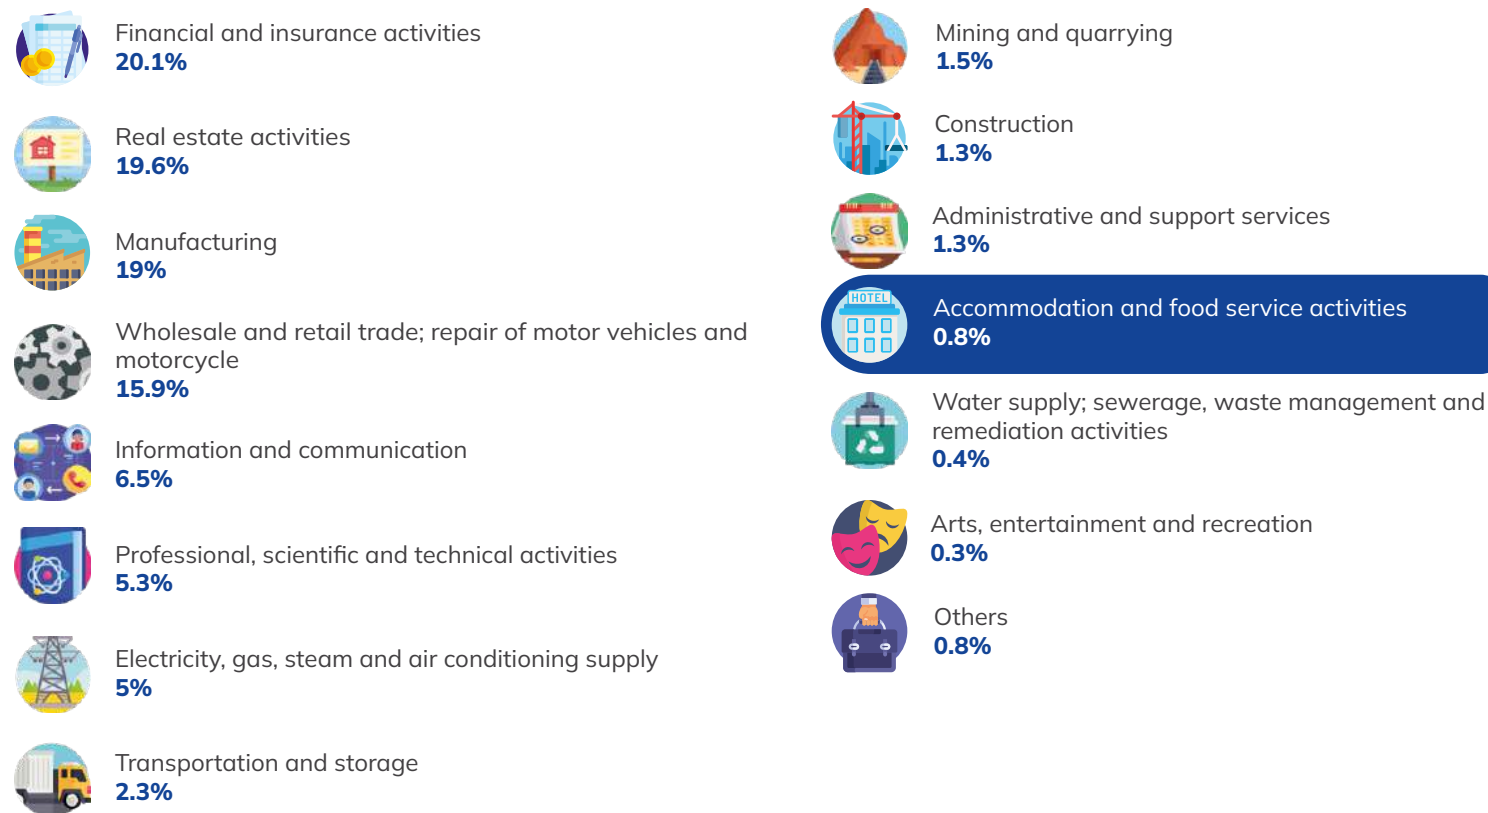 Financial and insurance activities
20.1%
Real estate activities
19.6%
Manufacturing
19%
Wholesale and retail trade; repair of motor vehicles and
motorcycle
15.9%
Information and communication
6.5%
Professional, scientific and technical activities
5.3%
Electricity, gas, steam and air conditioning supply
5%
Transportation and storage
2.3%
Mining and quarrying
1.5%
Construction
1.3%
Administrative and support services
1.3%
HOTEL
Accommodation and food service activities
0.8%
Water supply; sewerage, waste management and
remediation activities
0.4%
Arts, entertainment and recreation
0.3%
Others
0.8%